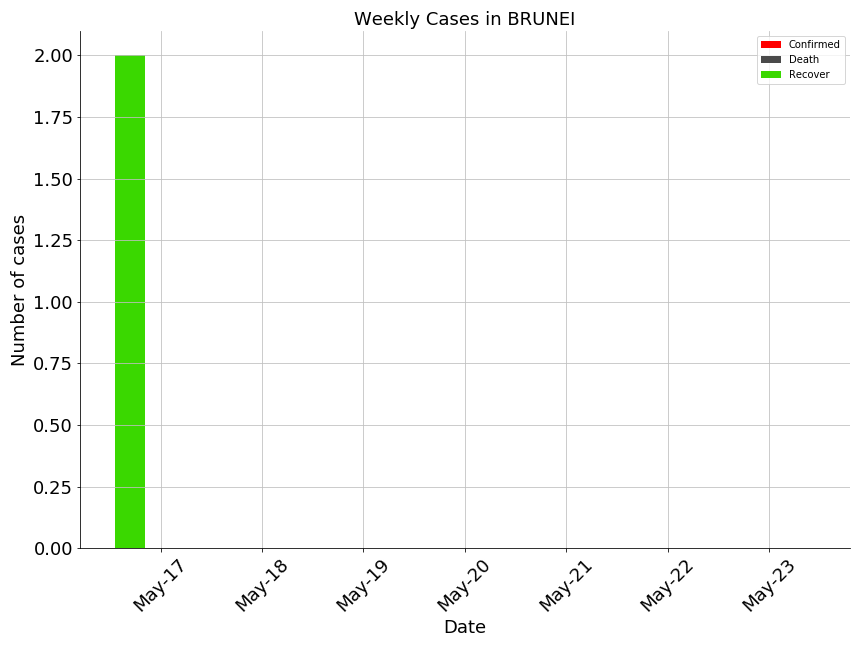 Weekly Cases in BRUNEI
Confirmed
Death
Recover
Number of cases
2.00
1.75
1.50
1.25
1.00
0.75
0.50
0.25
0.00
May-17
May-18
May-19
May-20
May-21
May-22
May-23
Date